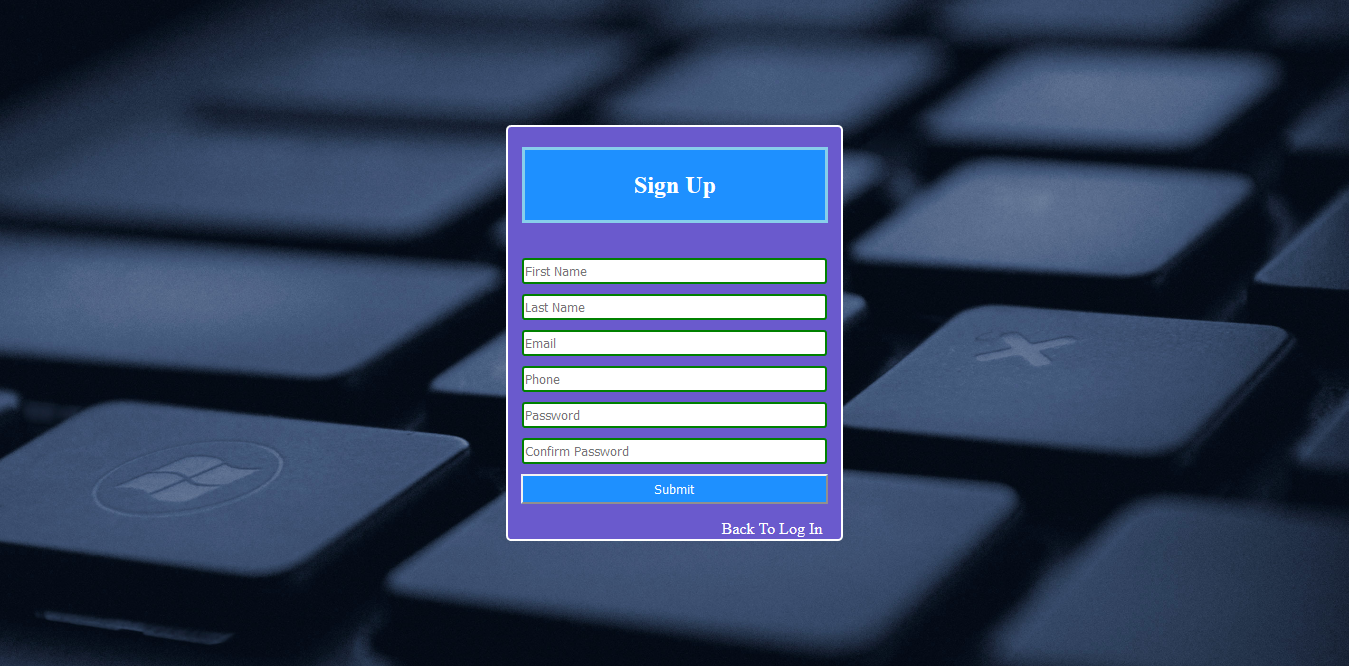 Sign Up
First Name
Last Name
Email
Phone
Password
Confirm Password
Submit
Back To Log In